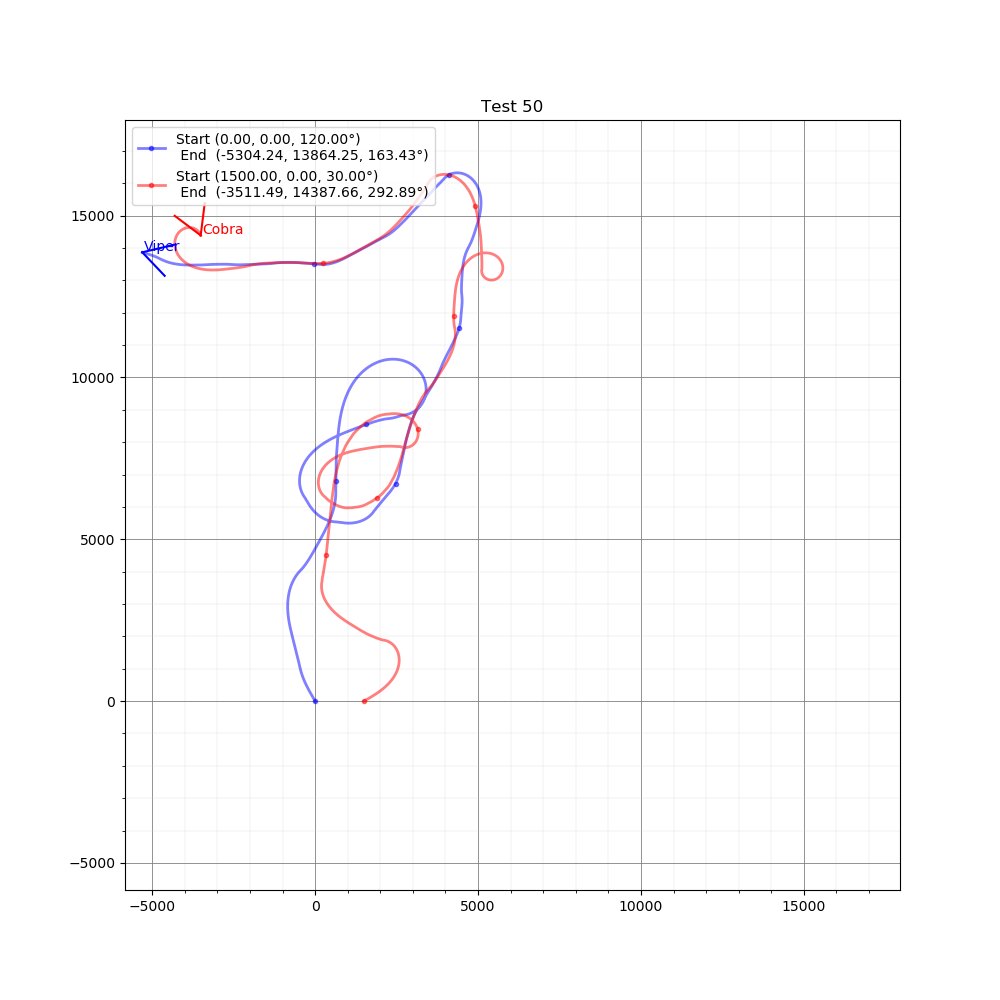 Test 50
Start (0.00, 0.00, 120.00°)
End (-5304.24, 13864.25, 163.43°)
Start (1500.00, 0.00, 30.00°)
End (-3511.49, 14387.66, 292.89°)
Cobra
Viper
15000
10000
5000
0
−5000
−5000 0 5000 10000 15000